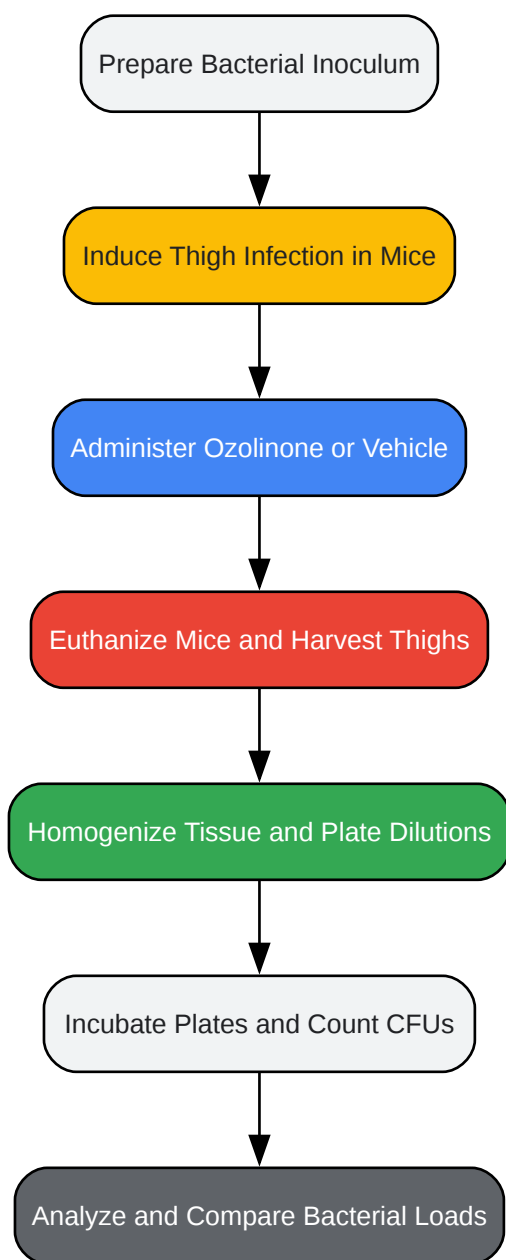 Prepare Bacterial Inoculum
Induce Thigh Infection in Mice
Administer Ozolinone or Vehicle
Euthanize Mice and Harvest Thighs
Homogenize Tissue and Plate Dilutions
Incubate Plates and Count CFUs
Analyze and Compare Bacterial Loads